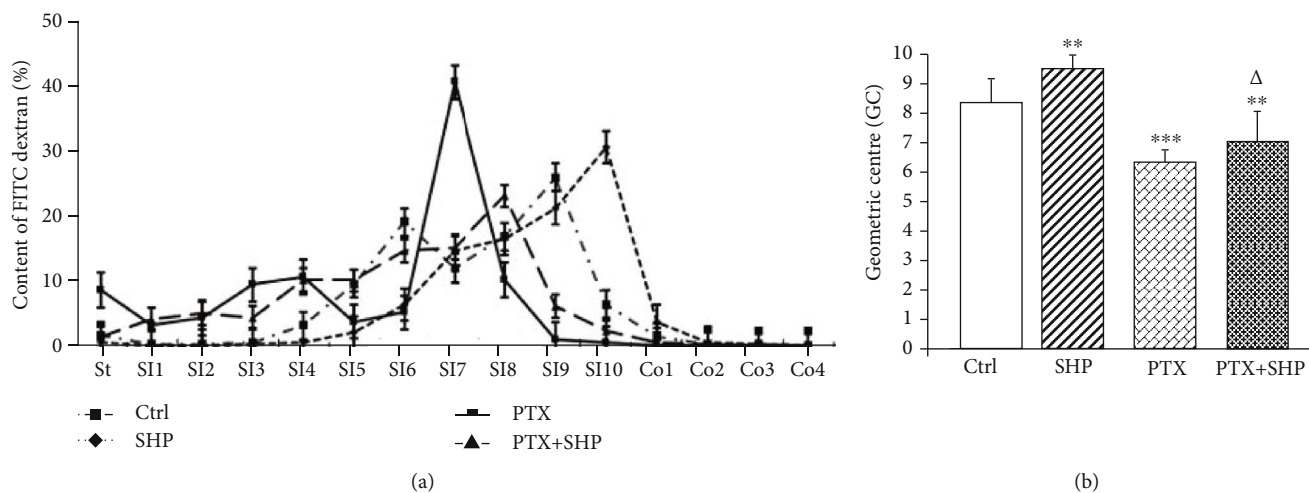 50
40
30
20
10
0
Content of FITC dextran (%)
St SI1 SI2 SI3 SI4 SI5 SI6 SI7 SI8 SI9 SI10 Co1 Co2 Co3 Co4
Ctrl
SHP
PTX
PTX+SHP
(a)
10
9
8
7
6
5
4
3
2
1
0
Geometric centre (GC)
**
***
Δ
**
Ctrl SHP PTX PTX+SHP
(b)